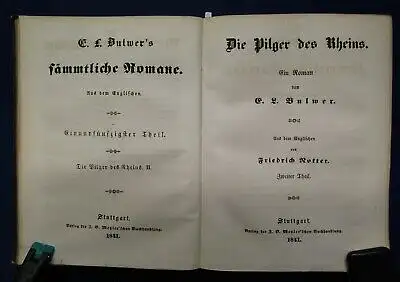 E. L. Bulwer's
sämmtliche Romane.
Aus dem Englischen.
Einundfünfzigster Theil.
Die Pilger des Rheins. II.
Stuttgart.
Verlag der J. B. Metzler'schen Buchhandlung.
1841.
Die Pilger des Rheins.
Ein Roman
von
E. L. Bulwer.
Aus dem Englischen
von
Friedrich Notter.
Zweiter Theil.
Stuttgart.
Verlag der J. B. Metzler'schen Buchhandlung.
1841.